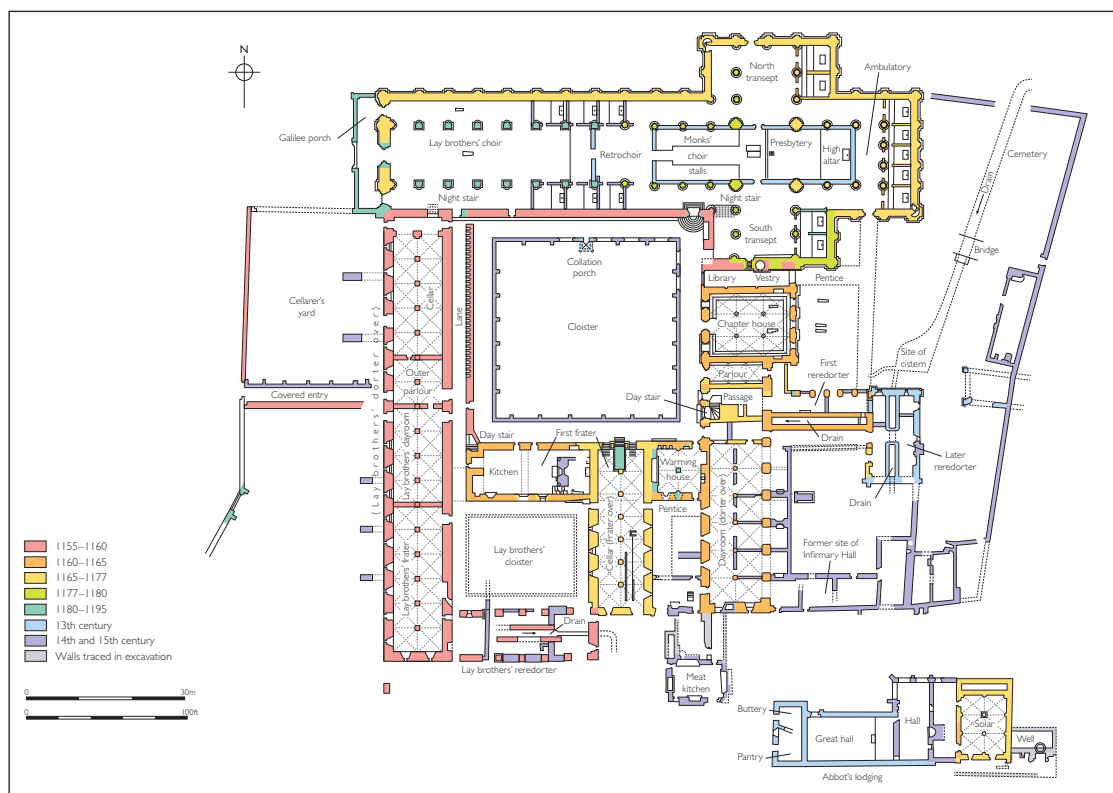 N
North
transept
Ambulatory
Galilee porch
Lay brothers' choir
Retrochoir
Monks'
choir
stalls
Presbytery
High
altar
Cemetery
Drain
Night stair
Night stair
South
transept
Bridge
Collation
porch
Library
Vestry
Pentice
Cellarer's
yard
(Lay brothers' dorter over)
Cellar
Lane
Cloister
Chapter house
Site of
cistern
Outer
parlour
Parlour
First
reredorter
Passage
Day stair
Covered entry
Lay brothers' dayroom
Day stair
First frater
Drain
Later
reredorter
Kitchen
Warming
house
Drain
Pentice
Lay brothers'
cloister
Cellar (Frater over)
Dayroom (dorter over)
Former site of
Infirmary Hall
Lay brothers' frater
Drain
Lay brothers' reredorter
Meat
kitchen
1155–1160
1160–1165
1165–1177
1177–1180
1180–1195
13th century
14th and 15th century
Walls traced in excavation
0 30m
0 100ft
Buttery
Hall
Solar
Great hall
Well
Pantry
Abbot's lodging